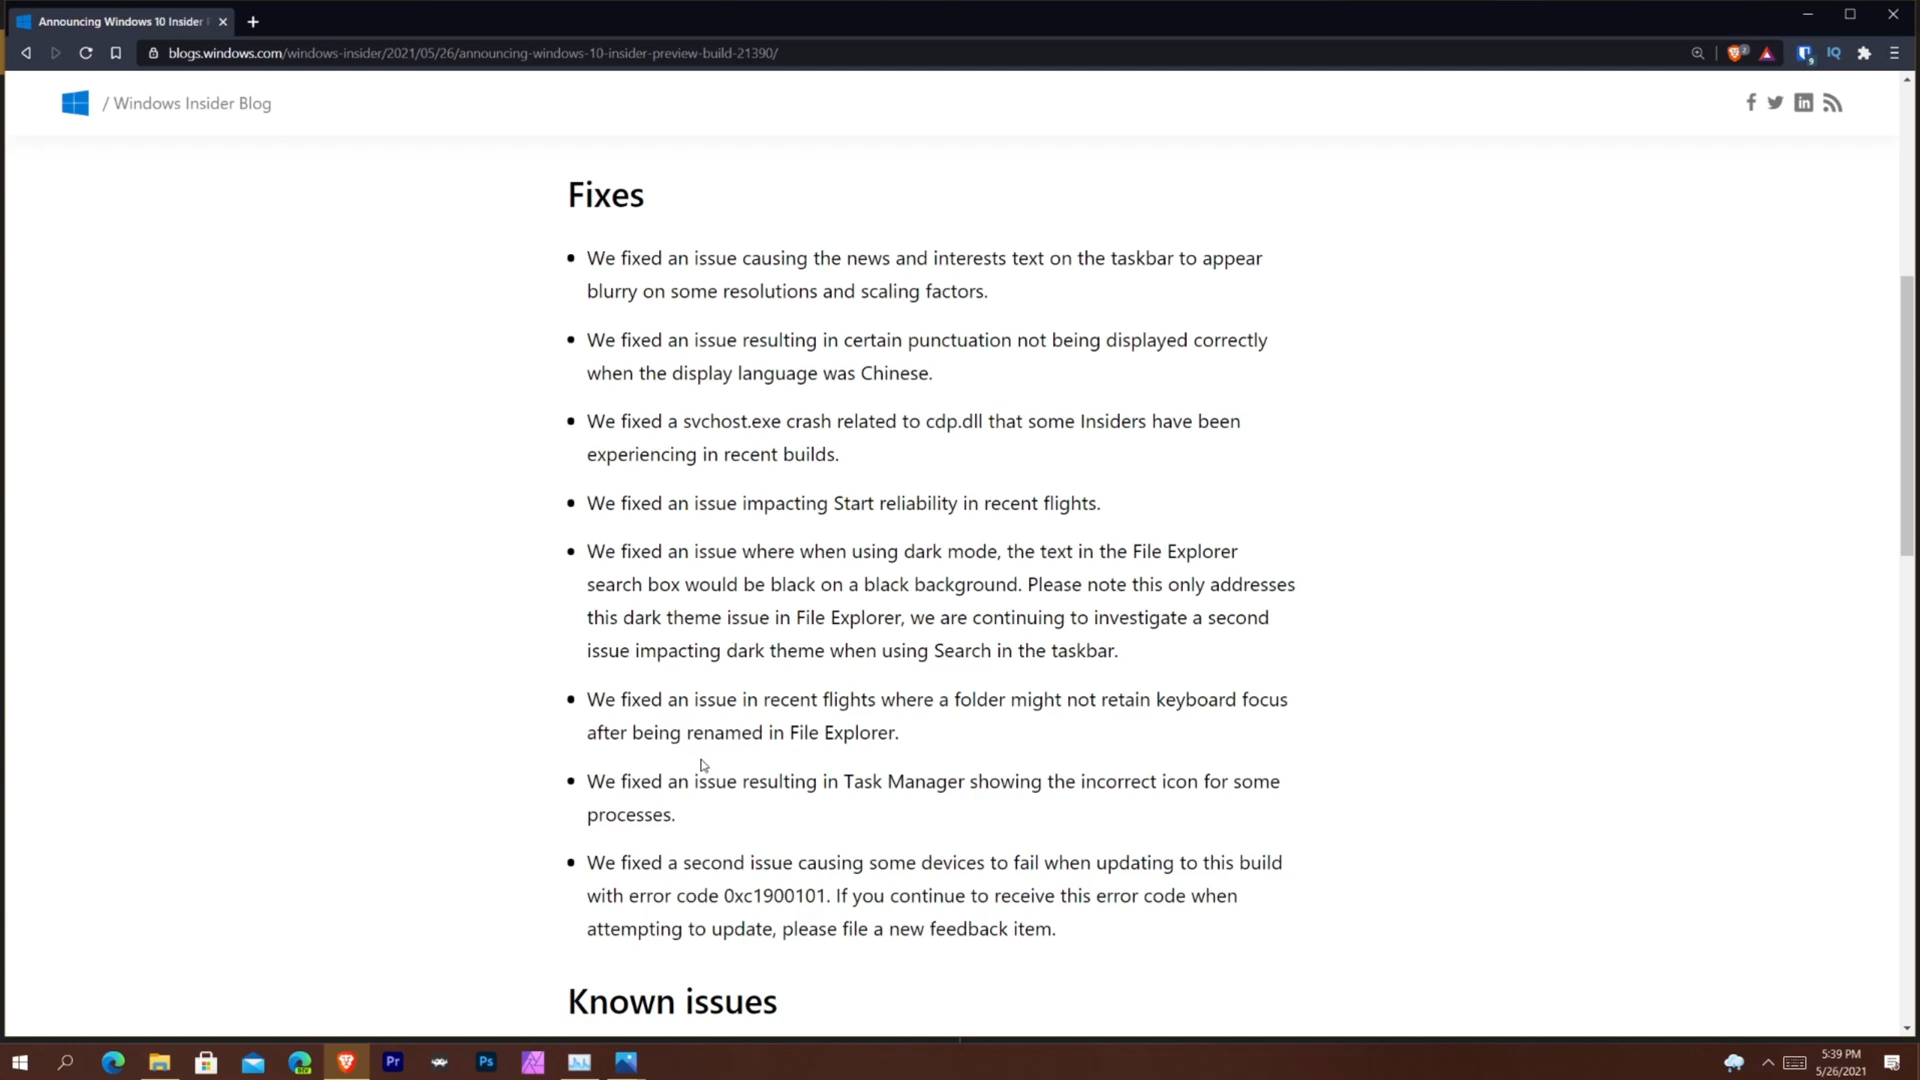 Announcing Windows 10 Insider
blogs.windows.com/windows-insider/2021/05/26/announcing-windows-10-insider-preview-build-21390/
2
9
IQ
/ Windows Insider Blog
Fixes
• We fixed an issue causing the news and interests text on the taskbar to appear
blurry on some resolutions and scaling factors.
• We fixed an issue resulting in certain punctuation not being displayed correctly
when the display language was Chinese.
• We fixed a svchost.exe crash related to cdp.dll that some Insiders have been
experiencing in recent builds.
• We fixed an issue impacting Start reliability in recent flights.
• We fixed an issue where when using dark mode, the text in the File Explorer
search box would be black on a black background. Please note this only addresses
this dark theme issue in File Explorer, we are continuing to investigate a second
issue impacting dark theme when using Search in the taskbar.
• We fixed an issue in recent flights where a folder might not retain keyboard focus
after being renamed in File Explorer.
• We fixed an issue resulting in Task Manager showing the incorrect icon for some
processes.
• We fixed a second issue causing some devices to fail when updating to this build
with error code 0xc1900101. If you continue to receive this error code when
attempting to update, please file a new feedback item.
Known issues
DEV
Pr
Ps
5:39 PM
5/26/2021